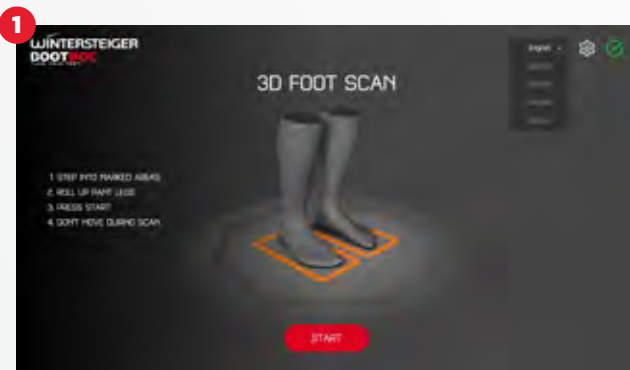 1
WINTERSTEIGER
BOOTDOC
3D FOOT SCAN
English
1. STEP INTO MARKED AREAS
2. ROLL UP PANT LEGS
3. PRESS START
4. DON'T MOVE DURING SCAN
START